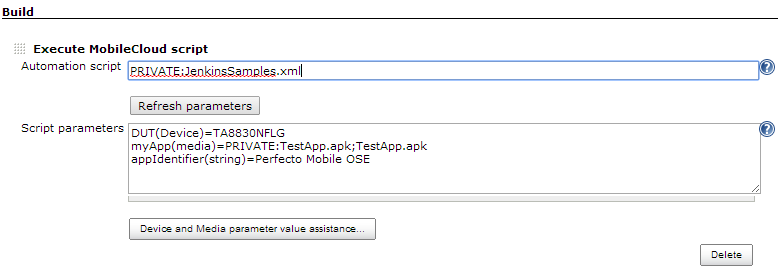 Build
Execute MobileCloud script
Automation script
PRIVATE:JenkinsSamples.xml
Refresh parameters
Script parameters
DUT(Device)=TA8830NFLG
myApp(media)=PRIVATE:TestApp.apk;TestApp.apk
appIdentifier(string)=Perfecto Mobile OSE
Device and Media parameter value assistance...
Delete